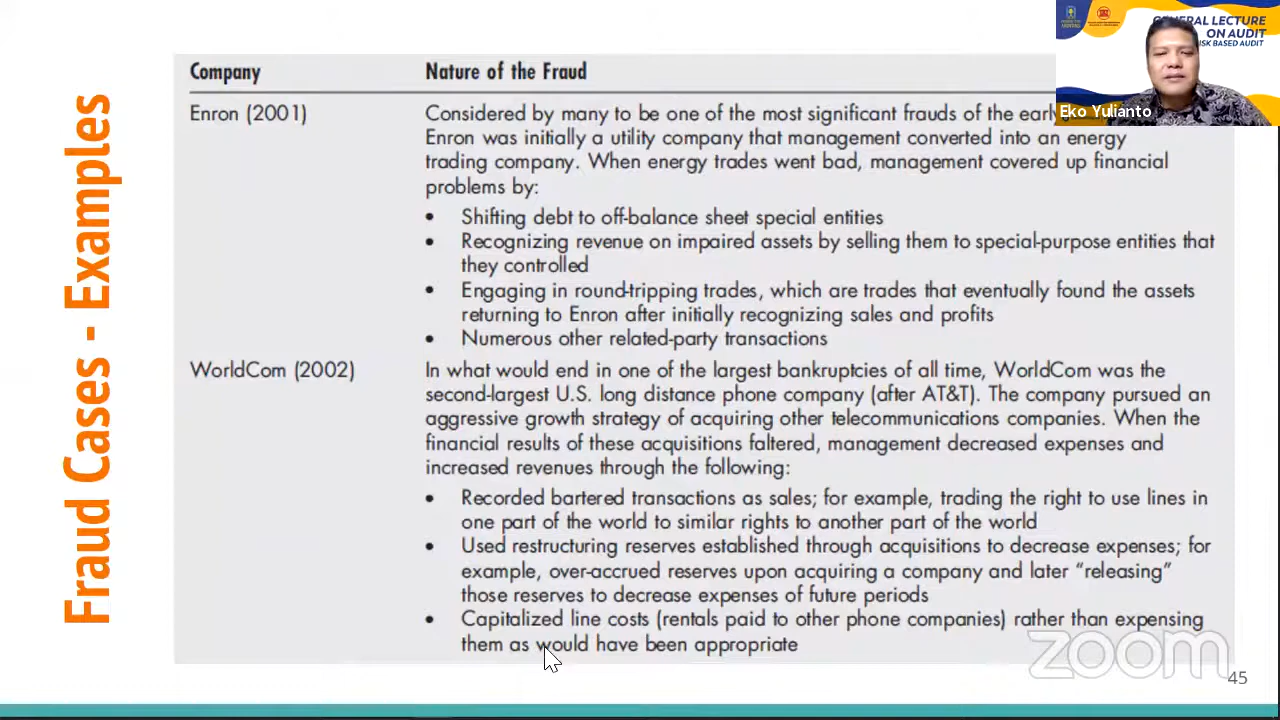 GENERAL LECTURE
ON AUDIT
RISK BASED AUDIT
Eko Yulianto
Fraud Cases - Examples
Company Nature of the Fraud
Enron (2001) Considered by many to be one of the most significant frauds of the early
Enron was initially a utility company that management converted into an energy
trading company. When energy trades went bad, management covered up financial
problems by:
• Shifting debt to off-balance sheet special entities
• Recognizing revenue on impaired assets by selling them to special-purpose entities that
they controlled
• Engaging in round-tripping trades, which are trades that eventually found the assets
returning to Enron after initially recognizing sales and profits
• Numerous other related-party transactions
WorldCom (2002) In what would end in one of the largest bankruptcies of all time, WorldCom was the
second-largest U.S. long distance phone company (after AT&T). The company pursued an
aggressive growth strategy of acquiring other telecommunications companies. When the
financial results of these acquisitions faltered, management decreased expenses and
increased revenues through the following:
• Recorded bartered transactions as sales; for example, trading the right to use lines in
one part of the world to similar rights to another part of the world
• Used restructuring reserves established through acquisitions to decrease expenses; for
example, over-accrued reserves upon acquiring a company and later “releasing”
those reserves to decrease expenses of future periods
• Capitalized line costs (rentals paid to other phone companies) rather than expensing
them as would have been appropriate
zoom
45